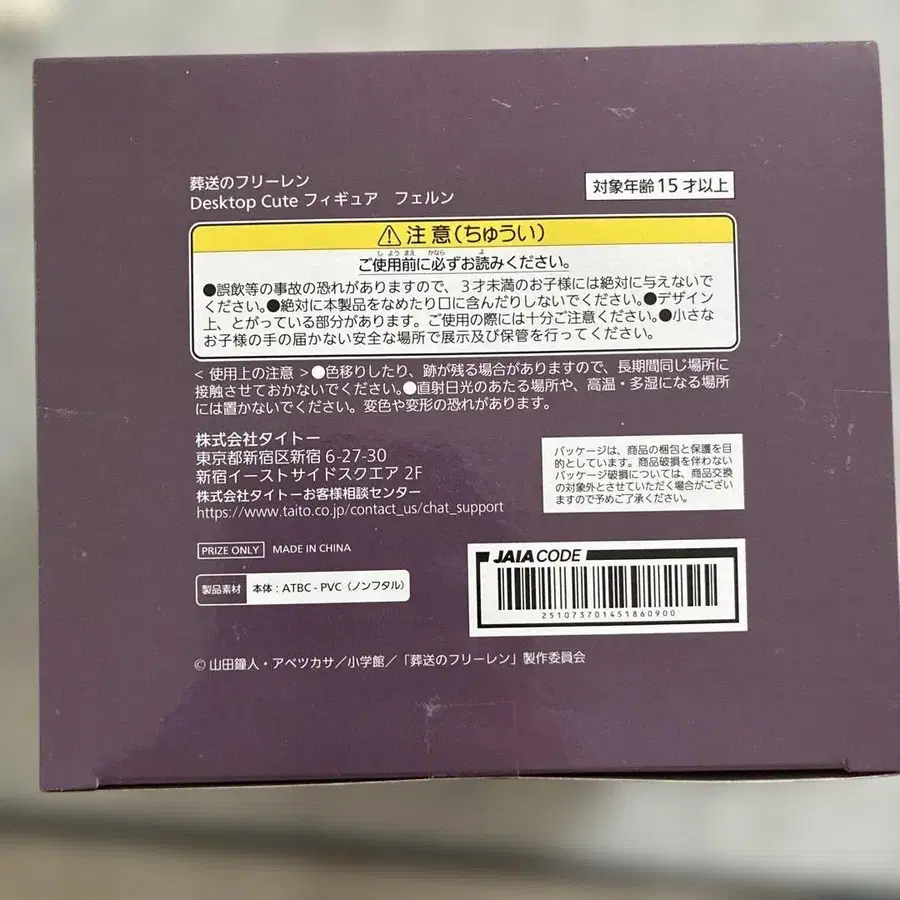 葬送のフリーレン
Desktop Cute フィギュア　フェルン
対象年齢15才以上
⚠注意(ちゅうい)
ご使用前に必ずお読みください。
しようまえ かなら よ
●誤飲等の事故の恐れがありますので、3才未満のお子様には絶対に与えないで
ください。●絶対に本製品をなめたり口に含んだりしないでください。●デザイン
上、とがっている部分があります。ご使用の際には十分ご注意ください。●小さな
お子様の手の届かない安全な場所で展示及び保管を行ってください。
< 使用上の注意 >●色移りしたり、跡が残る場合がありますので、長期間同じ場所に
接触させておかないでください。●直射日光のあたる場所や、高温・多湿になる場所
には置かないでください。変色や変形の恐れがあります。
株式会社タイトー
東京都新宿区新宿 6-27-30
新宿イーストサイドスクエア 2F
株式会社タイトーお客様相談センター
https://www.taito.co.jp/contact_us/chat_support
パッケージは、商品の梱包と保護を目
的としています。商品破損を伴わない
パッケージ破損については、商品交換
の対象外とさせていただく場合がござい
ますので予めご了承ください。
PRIZE ONLY MADE IN CHINA
製品素材 本体：ATBC - PVC（ノンフタル）
JAIA CODE
251073701451860900
© 山田鐘人・アベツカサ／小学館／「葬送のフリーレン」製作委員会